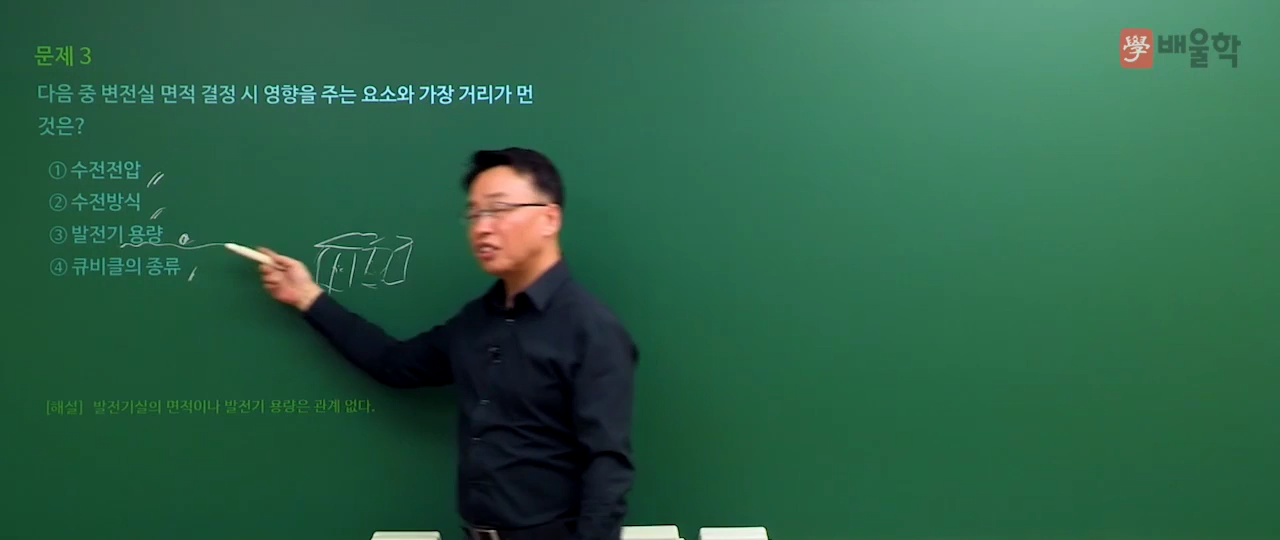 學 배울학
문제 3
다음 중 변전실 면적 결정 시 영향을 주는 요소와 가장 거리가 먼
것은?
① 수전전압
② 수전방식
③ 발전기 용량
④ 큐비클의 종류
[해설] 발전기실의 면적이나 발전기 용량은 관계 없다.